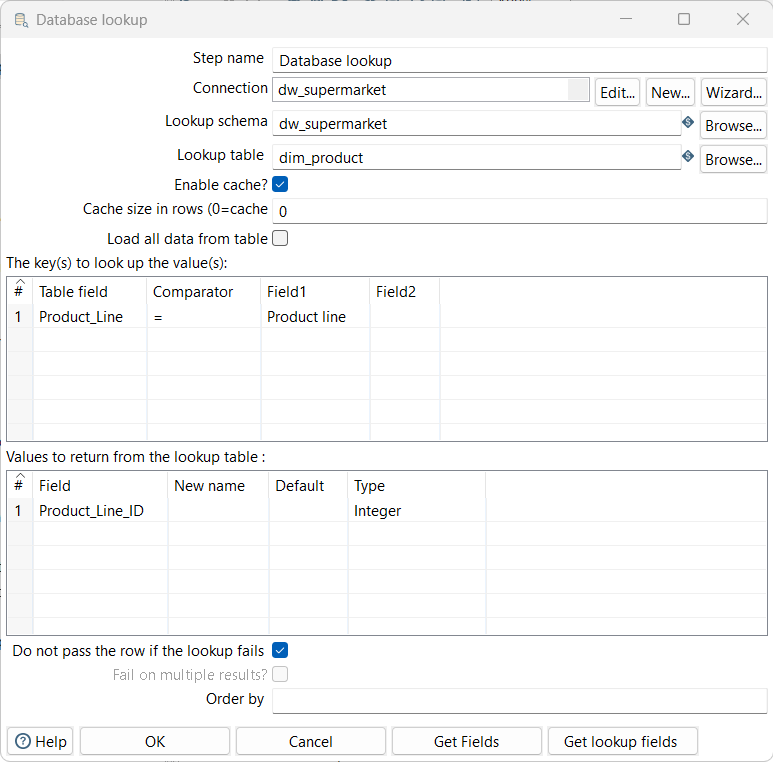 Database lookup
Step name Database lookup
Connection dw_supermarket Edit... New... Wizard...
Lookup schema dw_supermarket Browse...
Lookup table dim_product Browse...
Enable cache?
Cache size in rows (0=cache 0
Load all data from table
The key(s) to look up the value(s):
# Table field Comparator Field1 Field2
1 Product_Line = Product line
Values to return from the lookup table :
# Field New name Default Type
1 Product_Line_ID Integer
Do not pass the row if the lookup fails
Fail on multiple results?
Order by
Help OK Cancel Get Fields Get lookup fields